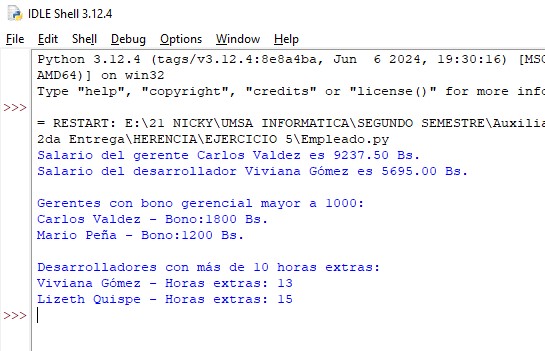 IDLE Shell 3.12.4
File Edit Shell Debug Options Window Help
Python 3.12.4 (tags/v3.12.4:8e8a4ba, Jun  6 2024, 19:30:16) [MSC
AMD64)] on win32
Type "help", "copyright", "credits" or "license()" for more info
>>>
= RESTART: E:\21 NICKY\UMSA INFORMATICA\SEGUNDO SEMESTRE\Auxilia
2da Entrega\HERENCIA\EJERCICIO 5\Empleado.py
Salario del gerente Carlos Valdez es 9237.50 Bs.
Salario del desarrollador Viviana Gómez es 5695.00 Bs.
Gerentes con bono gerencial mayor a 1000:
Carlos Valdez - Bono:1800 Bs.
Mario Peña - Bono:1200 Bs.
Desarrolladores con más de 10 horas extras:
Viviana Gómez - Horas extras: 13
Lizeth Quispe - Horas extras: 15
>>>